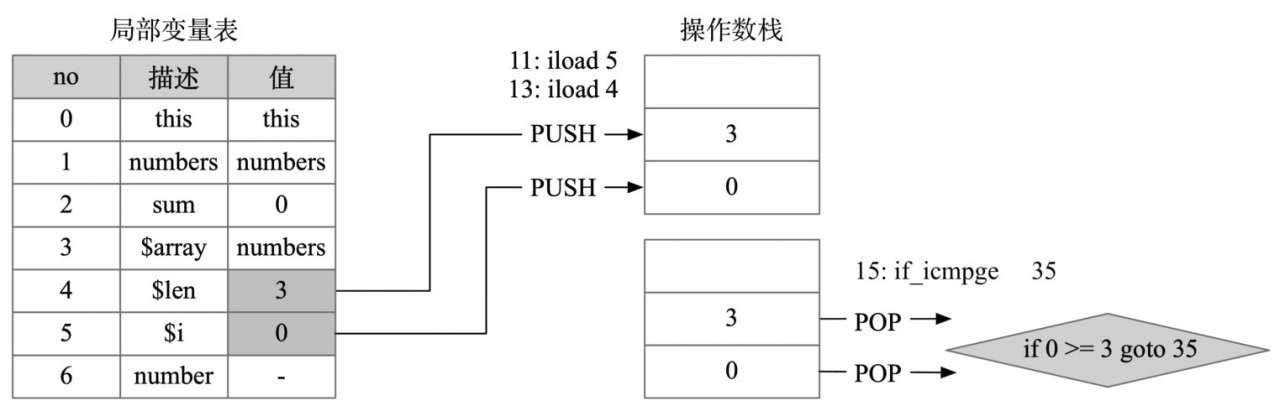 局部变量表
no 描述 值
0 this this
1 numbers numbers
2 sum 0
3 $array numbers
4 $len 3
5 $i 0
6 number -
操作数栈
11: iload 5
13: iload 4
PUSH 3
PUSH 0
15: if_icmpge 35
3 POP
0 POP
if 0 >= 3 goto 35